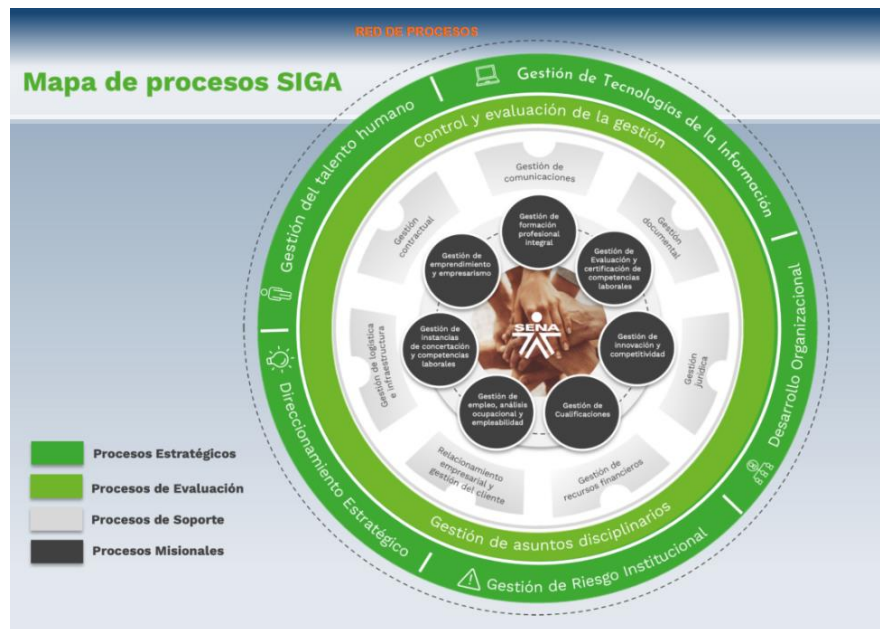 RED DE PROCESOS
Mapa de procesos SIGA
Gestión de Tecnologías de la Información
Desarrollo Organizacional
Gestión de Riesgo Institucional
Direccionamiento Estratégico
Gestión del talento humano
Control y evaluación de la gestión
Gestión de asuntos disciplinarios
Gestión de
comunicaciones
Gestión
documental
Gestión
jurídica
Gestión de
recursos financieros
Relacionamiento
empresarial y
gestión del cliente
Gestión de logística
e infraestructura
Gestión
contractual
Gestión de
formación
profesional
integral
Gestión de
Evaluación y
certificación de
competencias
laborales
Gestión de
innovación y
competitividad
Gestión de
Cualificaciones
Gestión de
empleo, análisis
ocupacional y
empleabilidad
Gestión de
instancias
de concertación
y competencias
laborales
Gestión de
emprendimiento
y empresarismo
SENA
Procesos Estratégicos
Procesos de Evaluación
Procesos de Soporte
Procesos Misionales